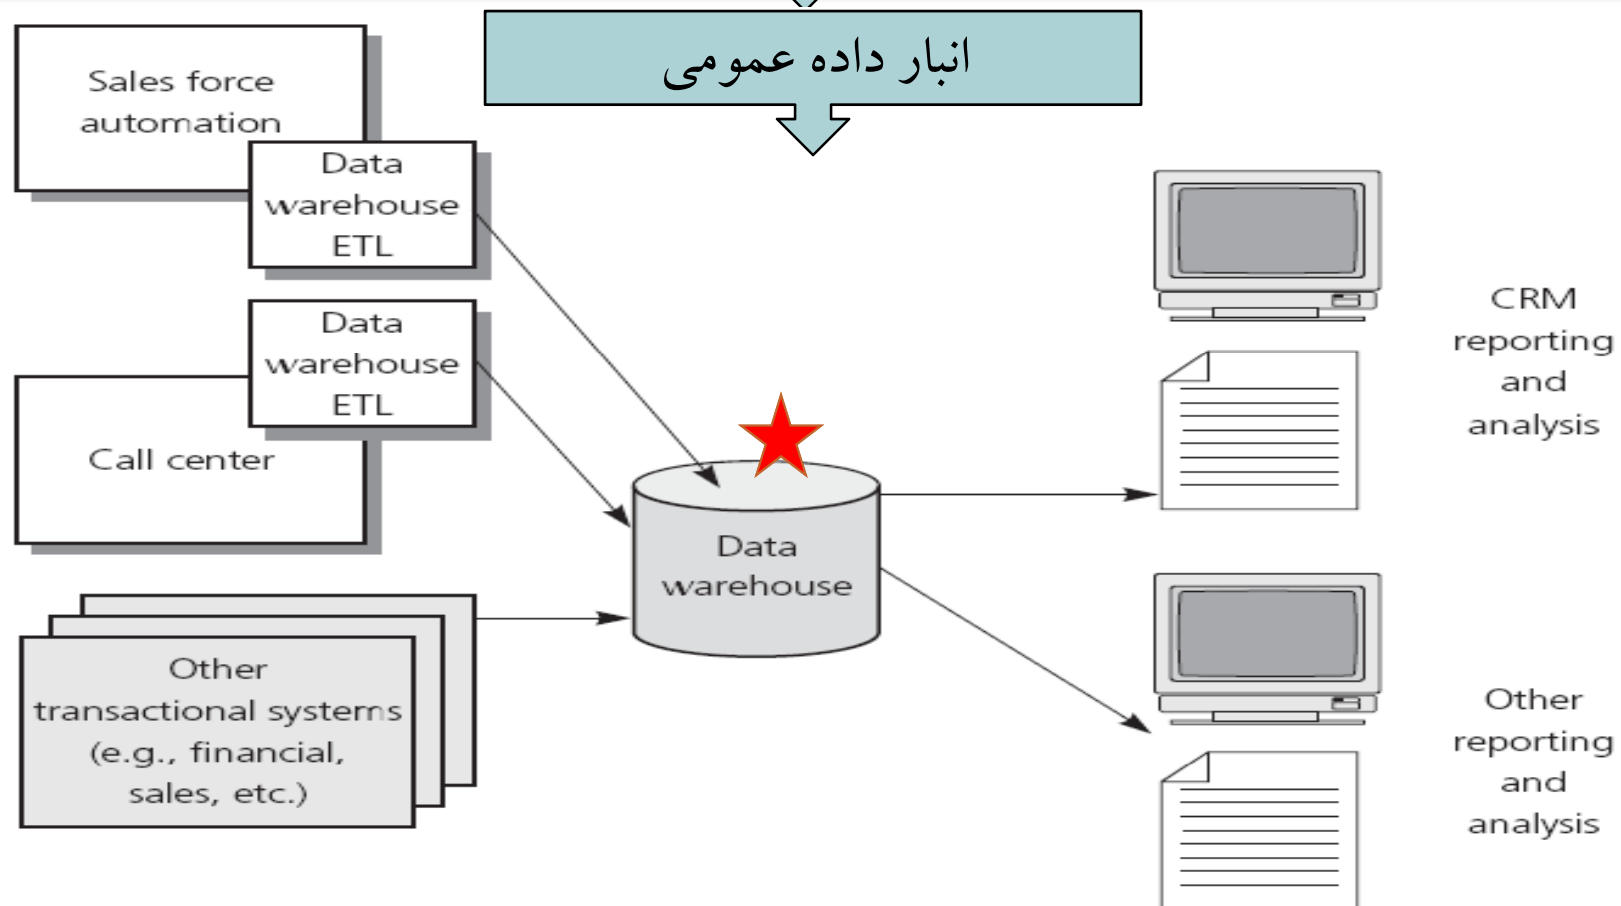 انبار داده عمومی
Sales force
automation
Data
warehouse
ETL
Data
warehouse
ETL
Call center
Other
transactional systems
(e.g., financial,
sales, etc.)
Data
warehouse
CRM
reporting
and
analysis
Other
reporting
and
analysis